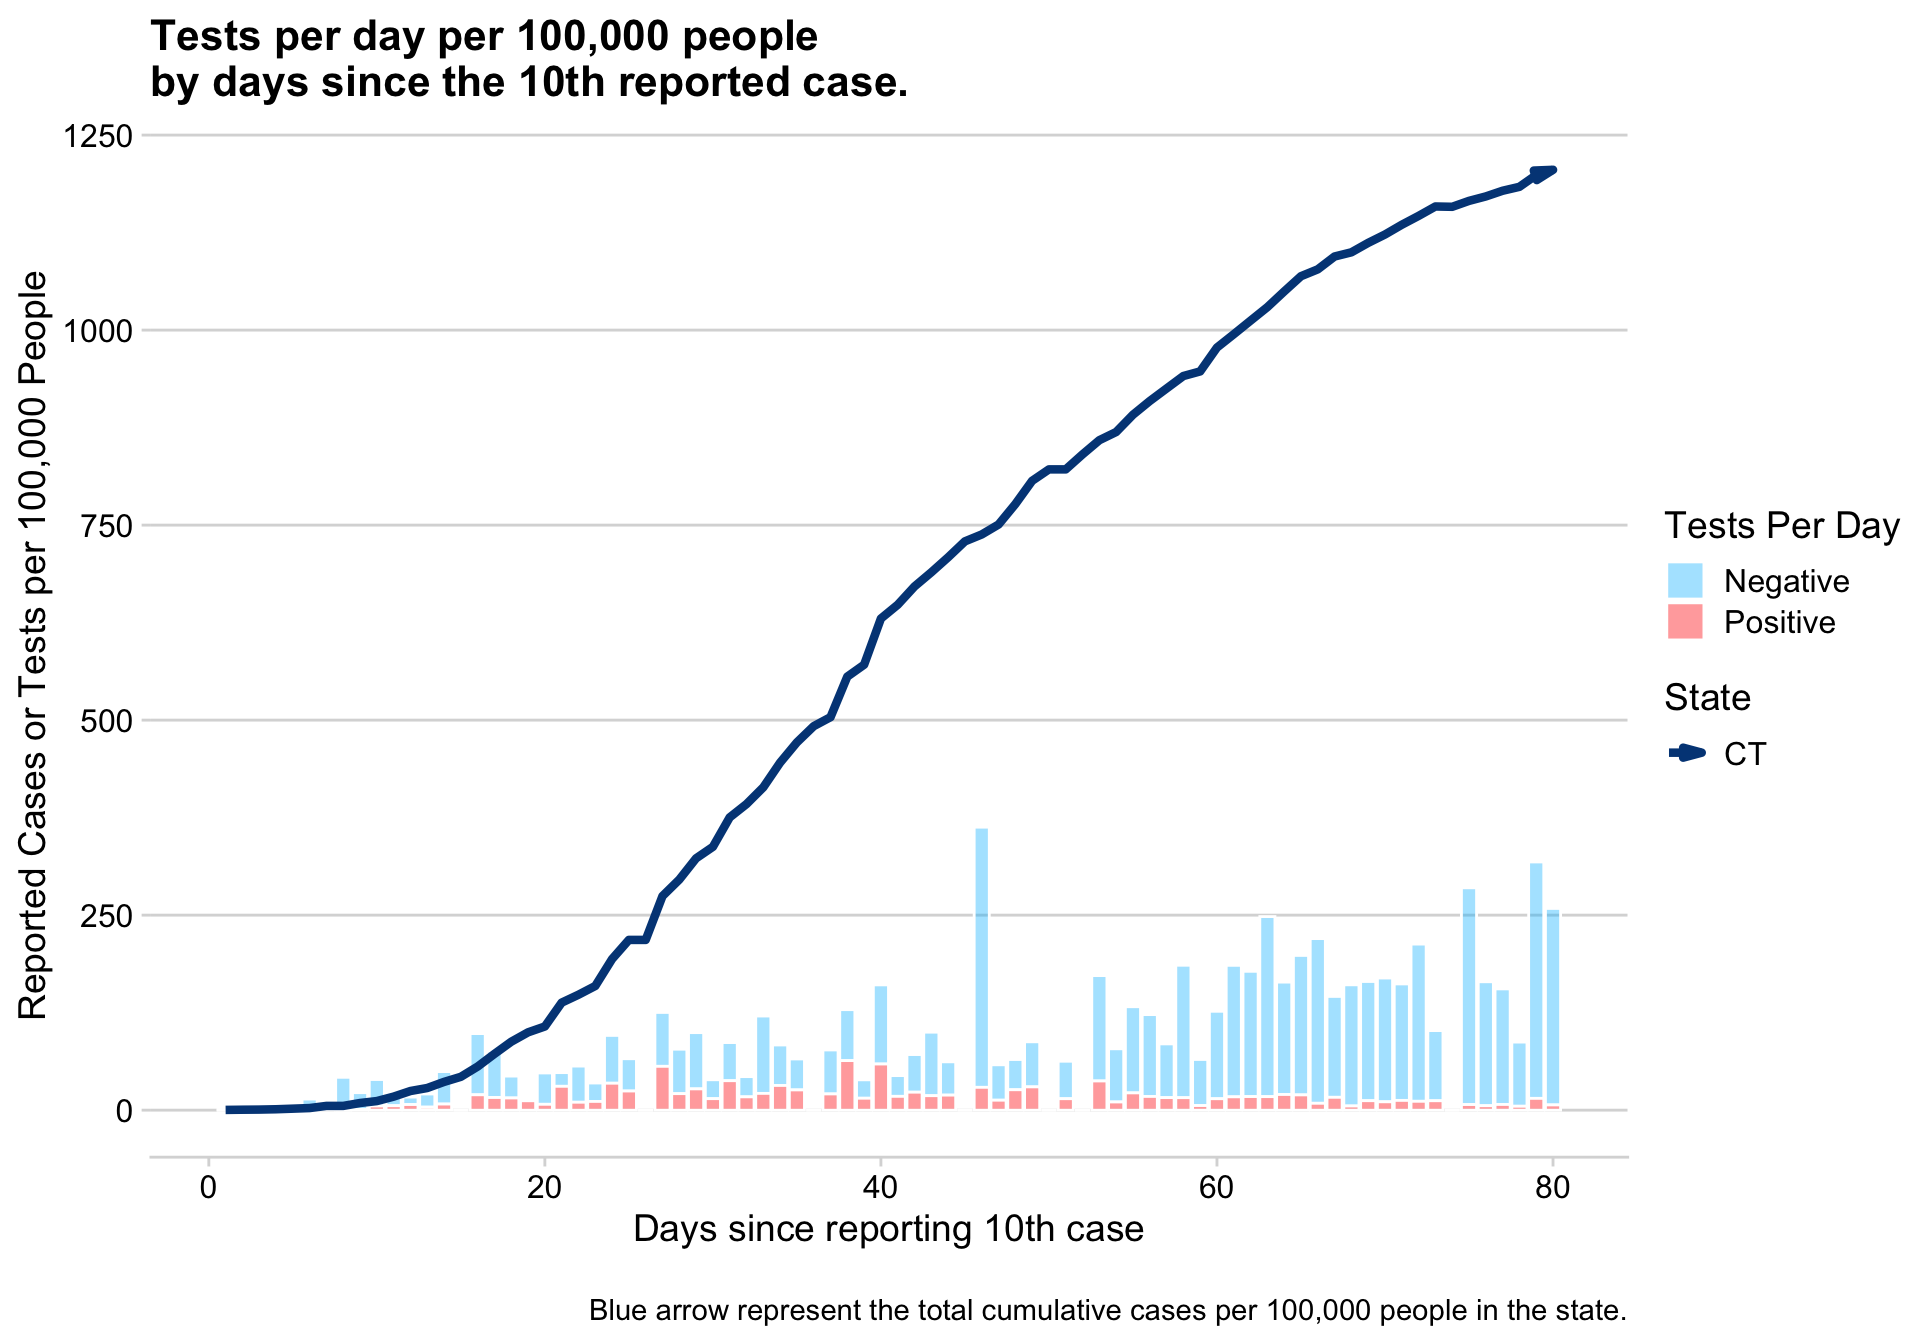 Tests per day per 100,000 people
by days since the 10th reported case.
Reported Cases or Tests per 100,000 People
1250
1000
750
500
250
0
0 20 40 60 80
Days since reporting 10th case
Tests Per Day
Negative
Positive
State
CT
Blue arrow represent the total cumulative cases per 100,000 people in the state.